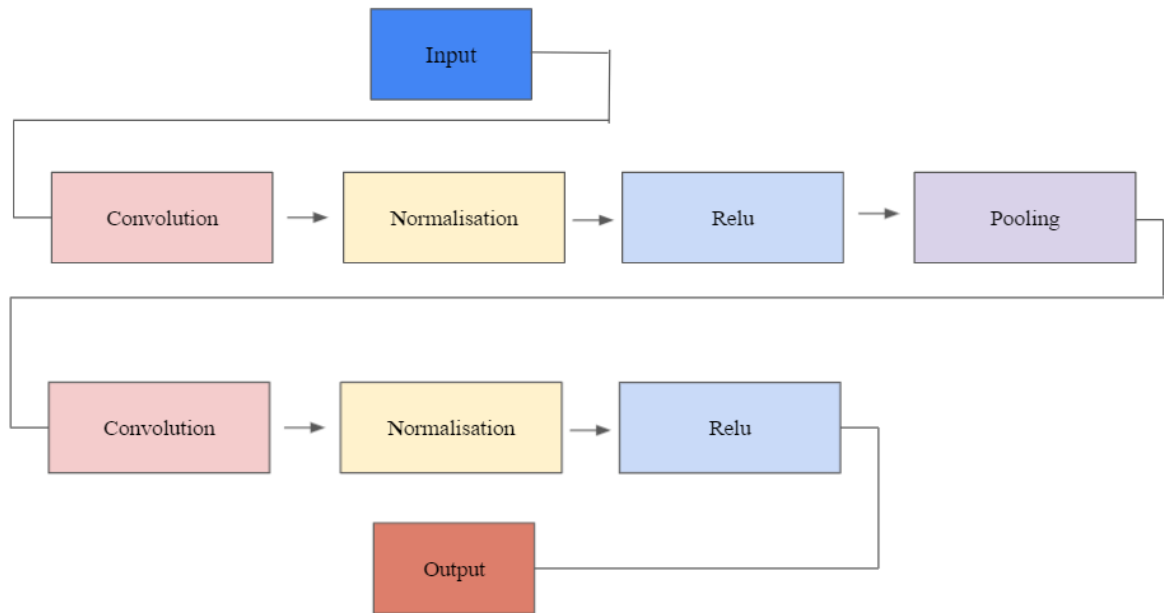 Input
Convolution
Normalisation
Relu
Pooling
Convolution
Normalisation
Relu
Output